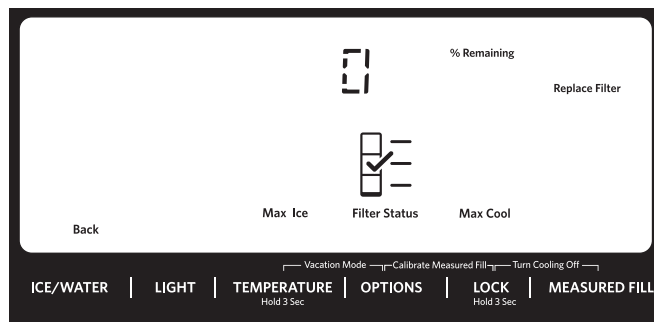 0 % Remaining
Replace Filter
Max Ice Filter Status Max Cool
Back
Vacation Mode Calibrate Measured Fill Turn Cooling Off
ICE/WATER LIGHT TEMPERATURE OPTIONS LOCK MEASURED FILL
Hold 3 Sec Hold 3 Sec